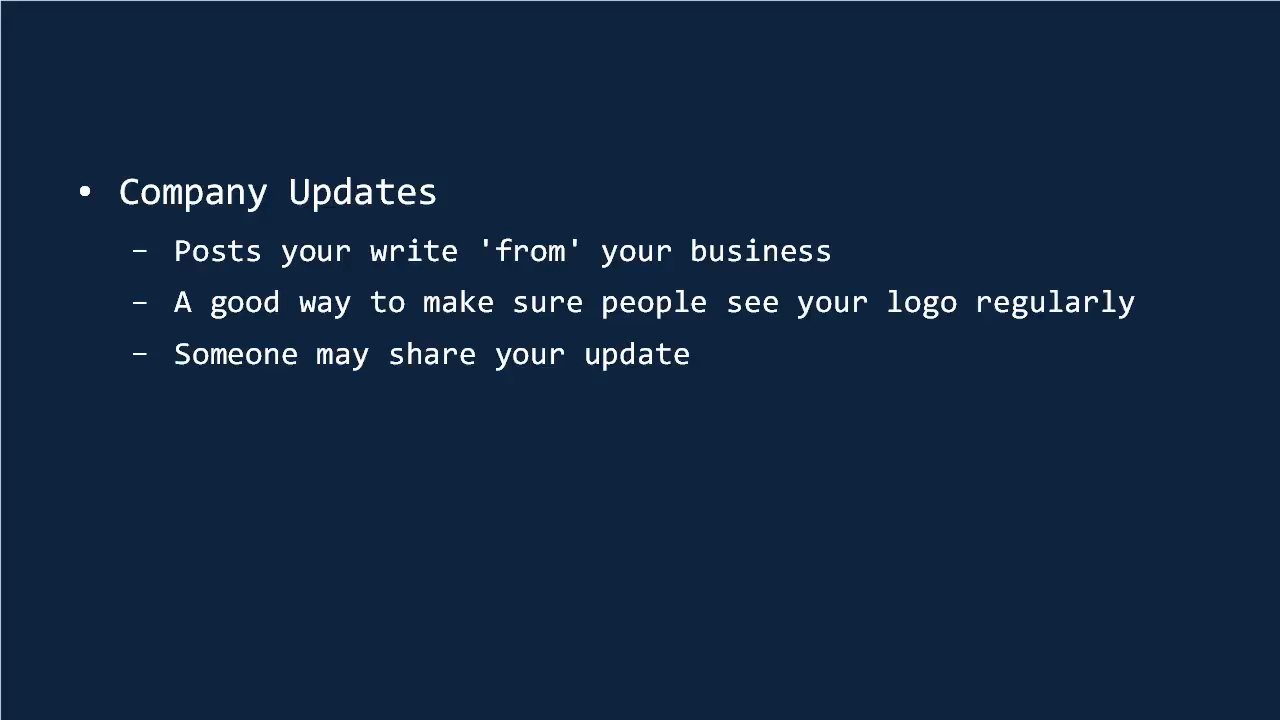 • Company Updates
– Posts your write 'from' your business
– A good way to make sure people see your logo regularly
– Someone may share your update